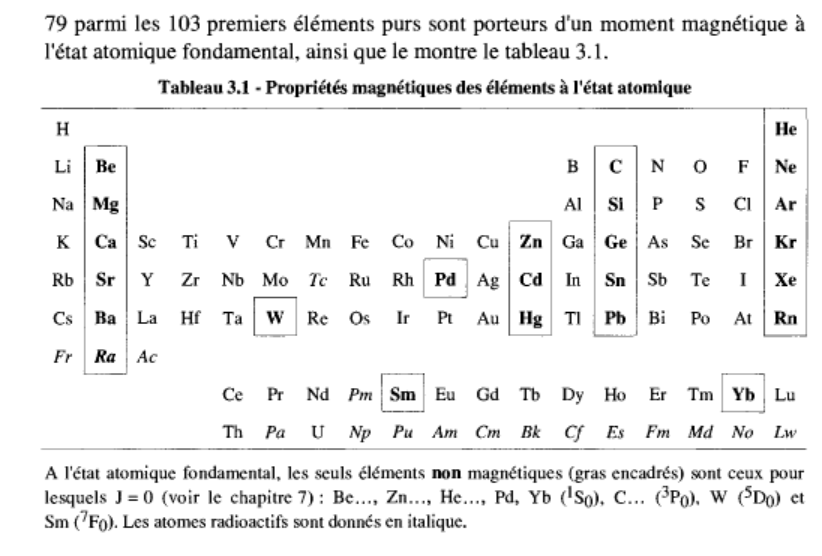 79 parmi les 103 premiers éléments purs sont porteurs d'un moment magnétique à
l'état atomique fondamental, ainsi que le montre le tableau 3.1.
Tableau 3.1 - Propriétés magnétiques des éléments à l'état atomique
H He
Li Be B C N O F Ne
Na Mg Al Si P S Cl Ar
K Ca Sc Ti V Cr Mn Fe Co Ni Cu Zn Ga Ge As Se Br Kr
Rb Sr Y Zr Nb Mo Tc Ru Rh Pd Ag Cd In Sn Sb Te I Xe
Cs Ba La Hf Ta W Re Os Ir Pt Au Hg Tl Pb Bi Po At Rn
Fr Ra Ac
Ce Pr Nd Pm Sm Eu Gd Tb Dy Ho Er Tm Yb Lu
Th Pa U Np Pu Am Cm Bk Cf Es Fm Md No Lw
A l'état atomique fondamental, les seuls éléments non magnétiques (gras encadrés) sont ceux pour
lesquels J = 0 (voir le chapitre 7) : Be..., Zn..., He..., Pd, Yb (¹S₀), C... (³P₀), W (⁵D₀) et
Sm (⁷F₀). Les atomes radioactifs sont donnés en italique.